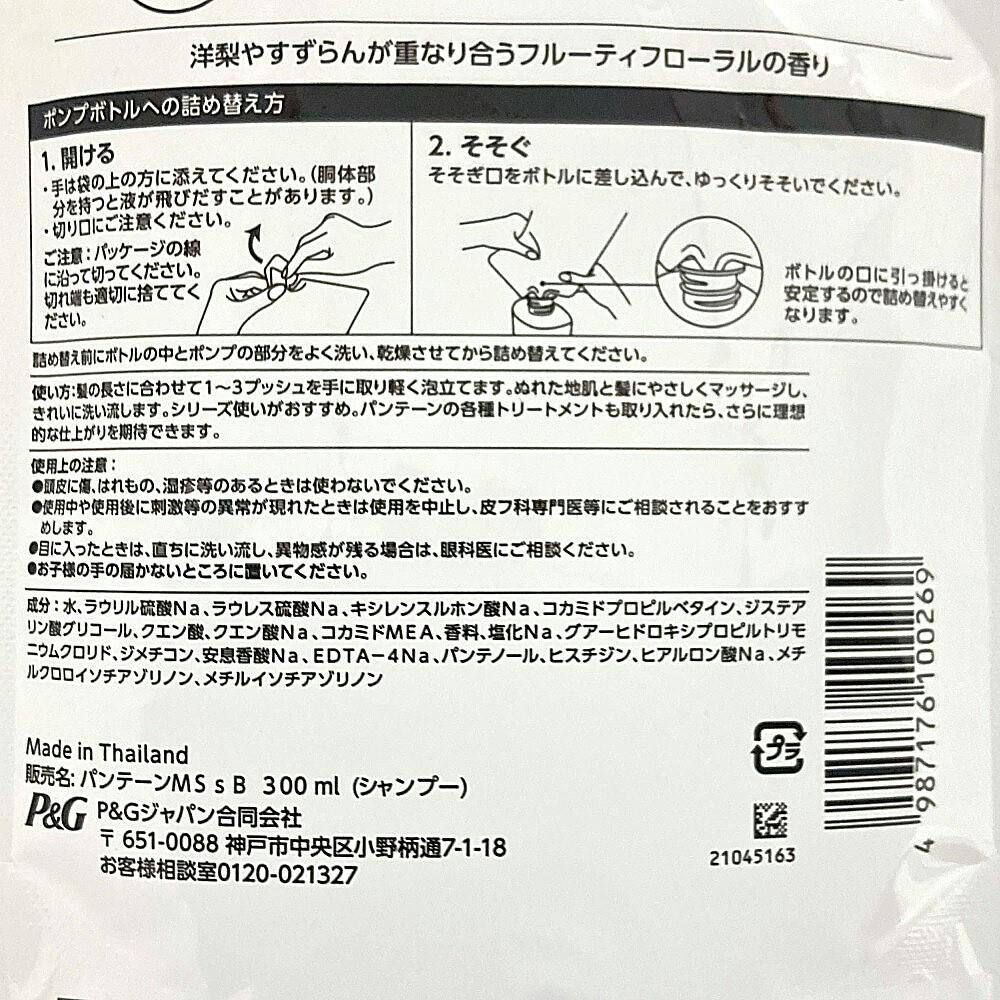 洋梨やすずらんが重なり合うフルーティフローラルの香り
ポンプボトルへの詰め替え方
1. 開ける
・手は袋の上の方に添えてください。(胴体部
分を持つと液が飛びだすことがあります。)
・切り口にご注意ください。
ご注意：パッケージの線
に沿って切ってください。
切れ端も適切に捨ててく
ださい。
2. そそぐ
そそぎ口をボトルに差し込んで、ゆっくりそそいでください。
ボトルの口に引っ掛けると
安定するので詰め替えやすく
なります。
詰め替え前にボトルの中とポンプの部分をよく洗い、乾燥させてから詰め替えてください。
使い方：髪の長さに合わせて1～3プッシュを手に取り軽く泡立てます。ぬれた地肌と髪にやさしくマッサージし、
きれいに洗い流します。シリーズ使いがおすすめ。パンテーンの各種トリートメントも取り入れたら、さらに理想
的な仕上がりを期待できます。
使用上の注意：
●頭皮に傷、はれもの、湿疹等のあるときは使わないでください。
●使用中や使用後に刺激等の異常が現れたときは使用を中止し、皮フ科専門医等にご相談されることをおすす
めします。
●目に入ったときは、直ちに洗い流し、異物感が残る場合は、眼科医にご相談ください。
●お子様の手の届かないところに置いてください。
成分：水、ラウリル硫酸Na、ラウレス硫酸Na、キシレンスルホン酸Na、コカミドプロピルベタイン、ジステア
リン酸グリコール、クエン酸、クエン酸Na、コカミドMEA、香料、塩化Na、グアーヒドロキシプロピルトリモ
ニウムクロリド、ジメチコン、安息香酸Na、EDTA－4Na、パンテノール、ヒスチジン、ヒアルロン酸Na、メチ
ルクロロイソチアゾリノン、メチルイソチアゾリノン
Made in Thailand
販売名: パンテーンMS s B 300 ml (シャンプー)
P&G P&Gジャパン合同会社
〒 651-0088 神戸市中央区小野柄通7-1-18
お客様相談室0120-021327
プラ
21045163
4 987176 100269